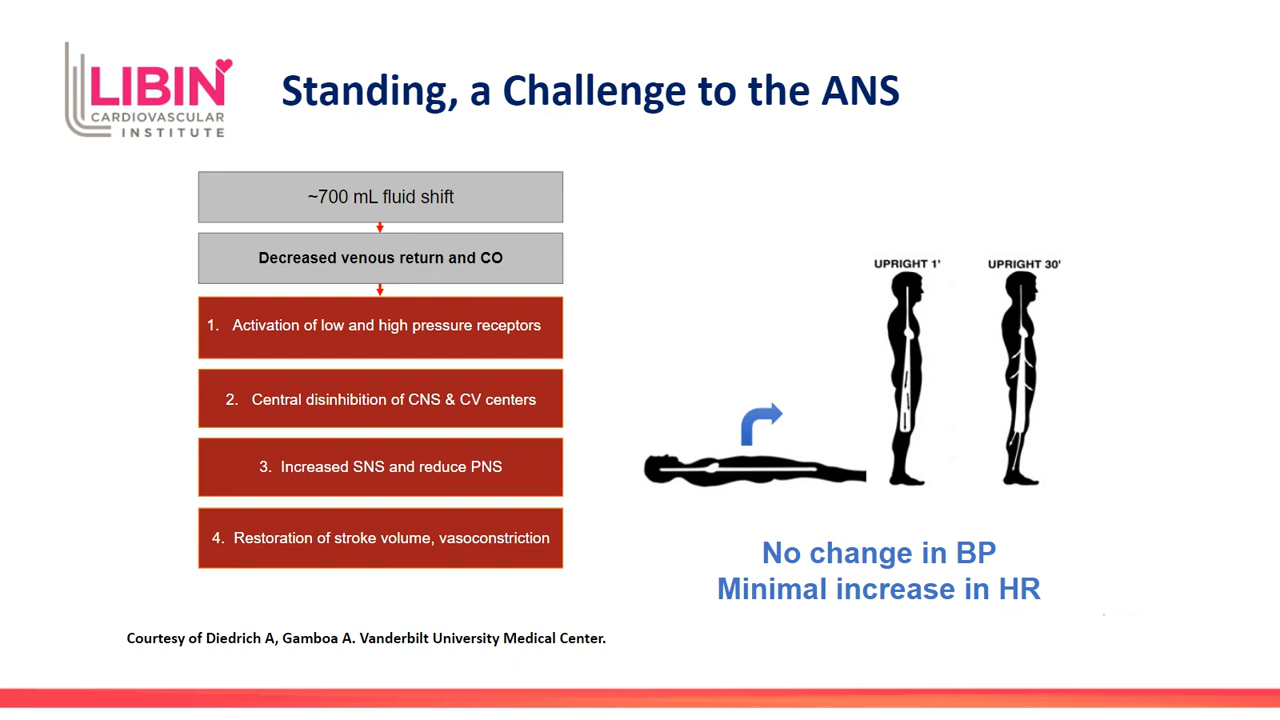 LIBIN
CARDIOVASCULAR
INSTITUTE
Standing, a Challenge to the ANS
~700 mL fluid shift
Decreased venous return and CO
1. Activation of low and high pressure receptors
2. Central disinhibition of CNS & CV centers
3. Increased SNS and reduce PNS
4. Restoration of stroke volume, vasoconstriction
UPRIGHT 1'
UPRIGHT 30'
No change in BP
Minimal increase in HR
Courtesy of Diedrich A, Gamboa A. Vanderbilt University Medical Center.